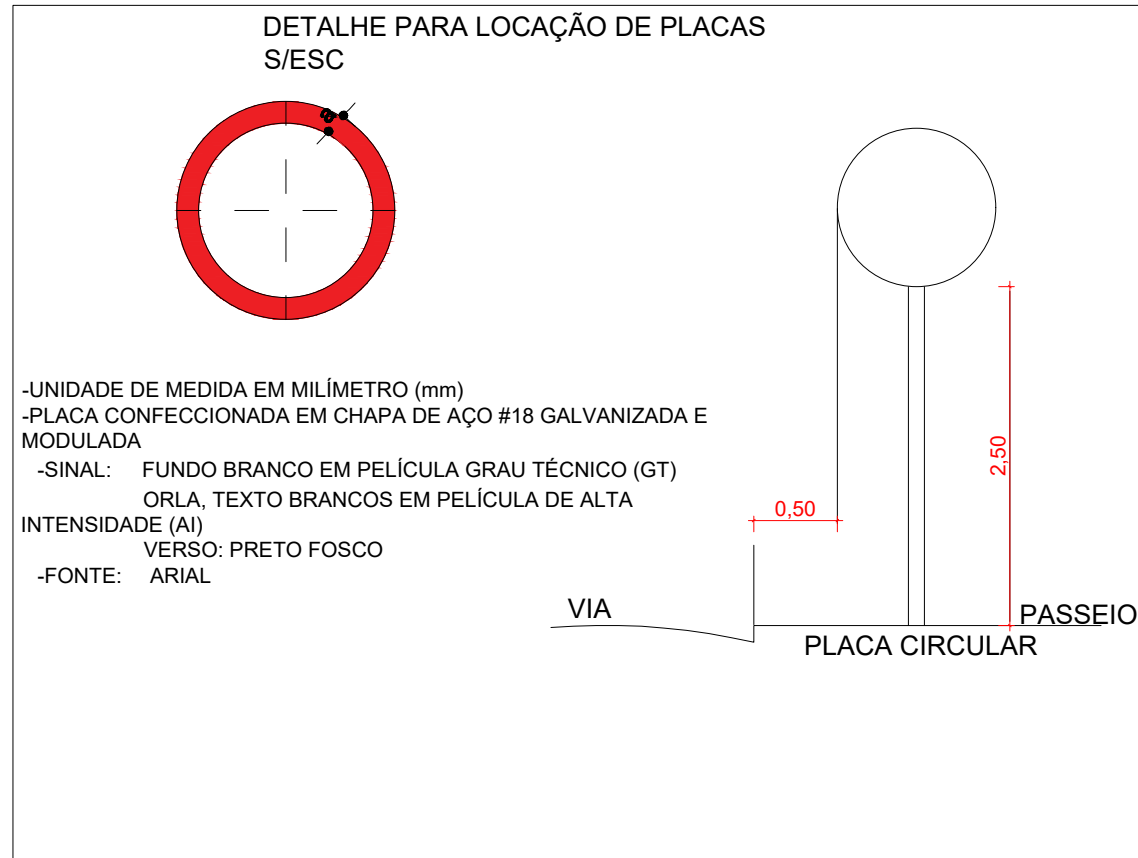 DETALHE PARA LOCAÇÃO DE PLACAS
S/ESC
-UNIDADE DE MEDIDA EM MILÍMETRO (mm)
-PLACA CONFECCIONADA EM CHAPA DE AÇO #18 GALVANIZADA E
MODULADA
-SINAL: FUNDO BRANCO EM PELÍCULA GRAU TÉCNICO (GT)
ORLA, TEXTO BRANCOS EM PELÍCULA DE ALTA
INTENSIDADE (AI)
VERSO: PRETO FOSCO
-FONTE: ARIAL
2,50
0,50
VIA
PASSEIO
PLACA CIRCULAR